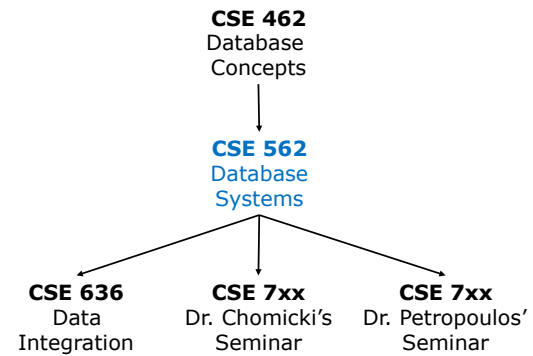 CSE 462
Database
Concepts
CSE 562
Database
Systems
CSE 636
Data
Integration
CSE 7xx
Dr. Chomicki's
Seminar
CSE 7xx
Dr. Petropoulos'
Seminar